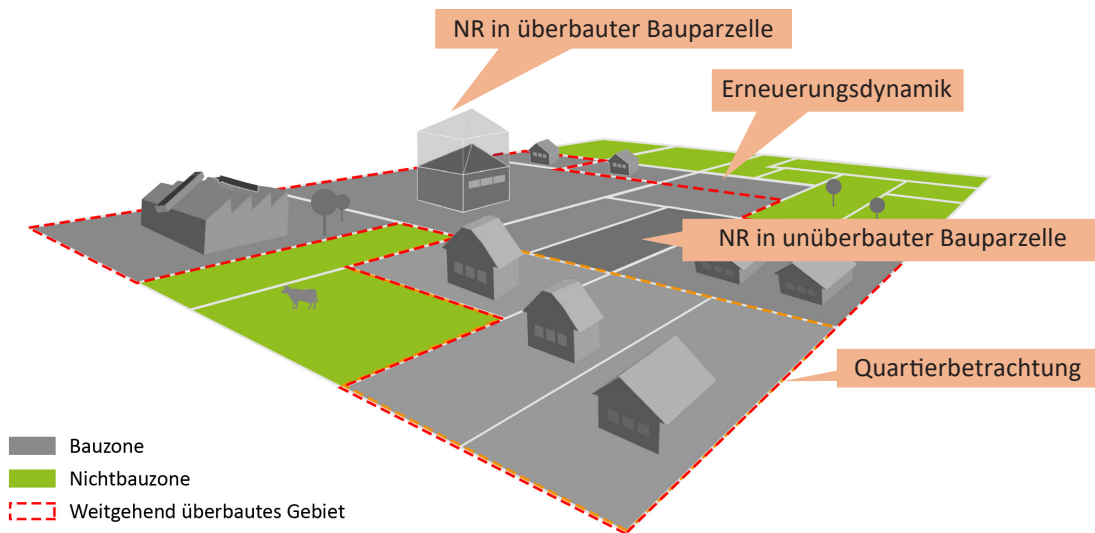 NR in überbauter Bauparzelle
Erneuerungsdynamik
NR in unüberbauter Bauparzelle
Quartierbetrachtung
Bauzone
Nichtbauzone
Weitgehend überbautes Gebiet